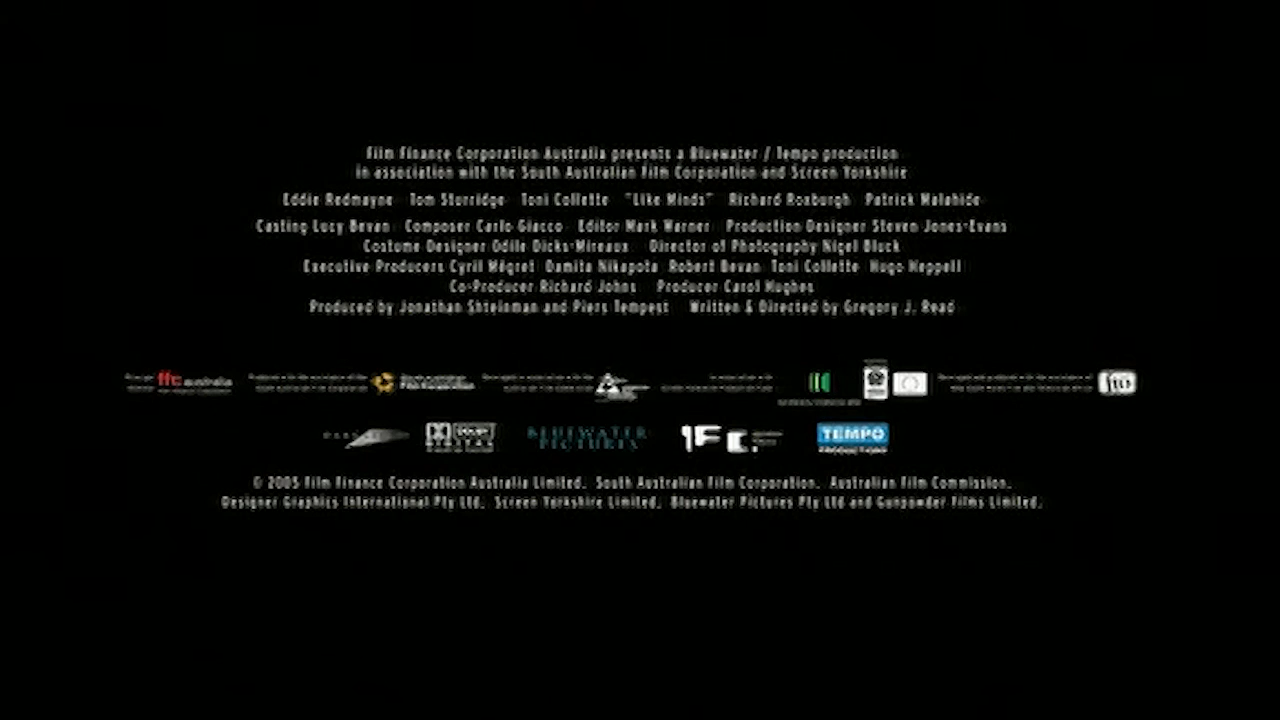 Film Finance Corporation Australia presents a Bluewater / Tempo production
in association with the South Australian Film Corporation and Screen Yorkshire
Eddie Redmayne Tom Sturridge Toni Collette "Like Minds" Richard Roxburgh Patrick Malahide
Casting Lucy Bevan Composer Carlo Giacco Editor Mark Warner Production Designer Steven Jones-Evans
Costume Designer Odile Dicks-Mireaux Director of Photography Nigel Bluck
Executive Producers Cyril Mégret Damita Nikapota Robert Bevan Toni Collette Hugo Heppell
Co-Producer Richard Johns Producer Carol Hughes
Produced by Jonathan Shteinman and Piers Tempest Written & Directed by Gregory J. Read
ffc australia
DOLBY DIGITAL BLUEWATER PICTURES TEMPO PRODUCTIONS
© 2005 Film Finance Corporation Australia Limited, South Australian Film Corporation, Australian Film Commission,
Designer Graphics International Pty Ltd, Screen Yorkshire Limited, Bluewater Pictures Pty Ltd and Gunpowder Films Limited.